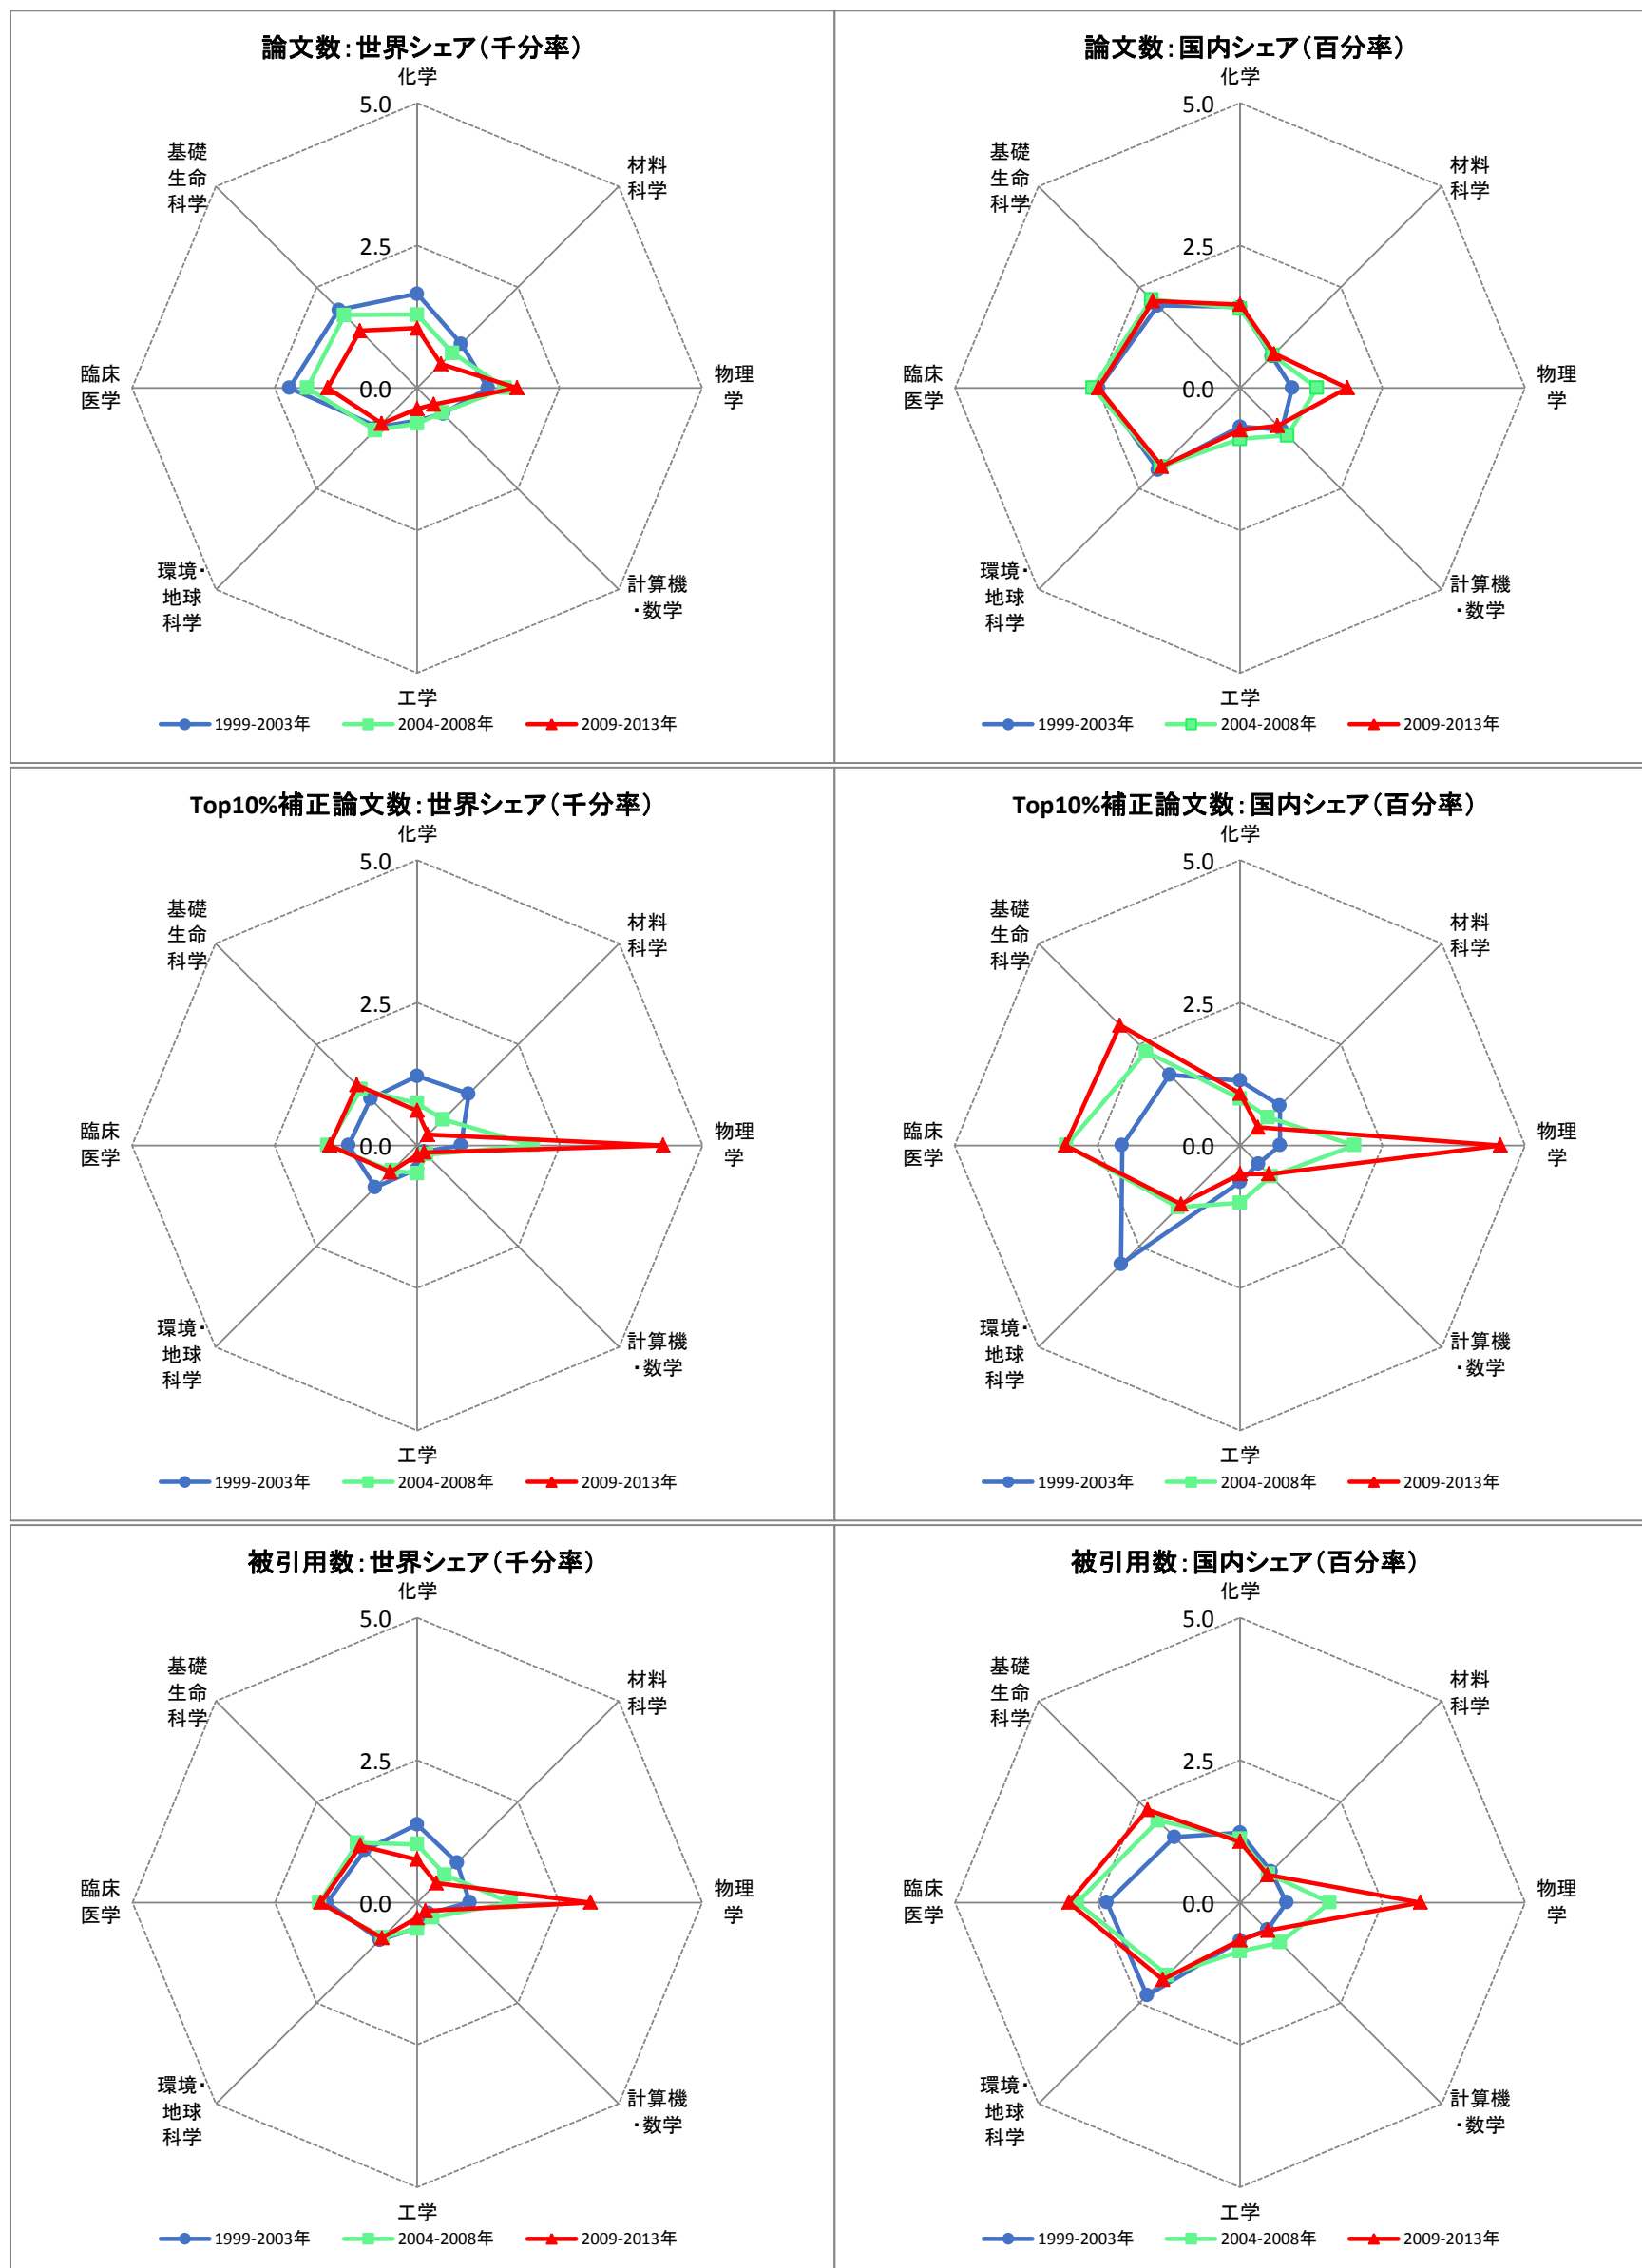 論文数：世界シェア（千分率）
化学
5.0
基礎
生命
科学
材料
科学
2.5
臨床
医学
0.0
物理
学
環境・
地球
科学
計算機
・数学
工学
1999-2003年 2004-2008年 2009-2013年
論文数：国内シェア（百分率）
化学
5.0
基礎
生命
科学
材料
科学
2.5
臨床
医学
0.0
物理
学
環境・
地球
科学
計算機
・数学
工学
1999-2003年 2004-2008年 2009-2013年
Top10%補正論文数：世界シェア（千分率）
化学
5.0
基礎
生命
科学
材料
科学
2.5
臨床
医学
0.0
物理
学
環境・
地球
科学
計算機
・数学
工学
1999-2003年 2004-2008年 2009-2013年
Top10%補正論文数：国内シェア（百分率）
化学
5.0
基礎
生命
科学
材料
科学
2.5
臨床
医学
0.0
物理
学
環境・
地球
科学
計算機
・数学
工学
1999-2003年 2004-2008年 2009-2013年
被引用数：世界シェア（千分率）
化学
5.0
基礎
生命
科学
材料
科学
2.5
臨床
医学
0.0
物理
学
環境・
地球
科学
計算機
・数学
工学
1999-2003年 2004-2008年 2009-2013年
被引用数：国内シェア（百分率）
化学
5.0
基礎
生命
科学
材料
科学
2.5
臨床
医学
0.0
物理
学
環境・
地球
科学
計算機
・数学
工学
1999-2003年 2004-2008年 2009-2013年